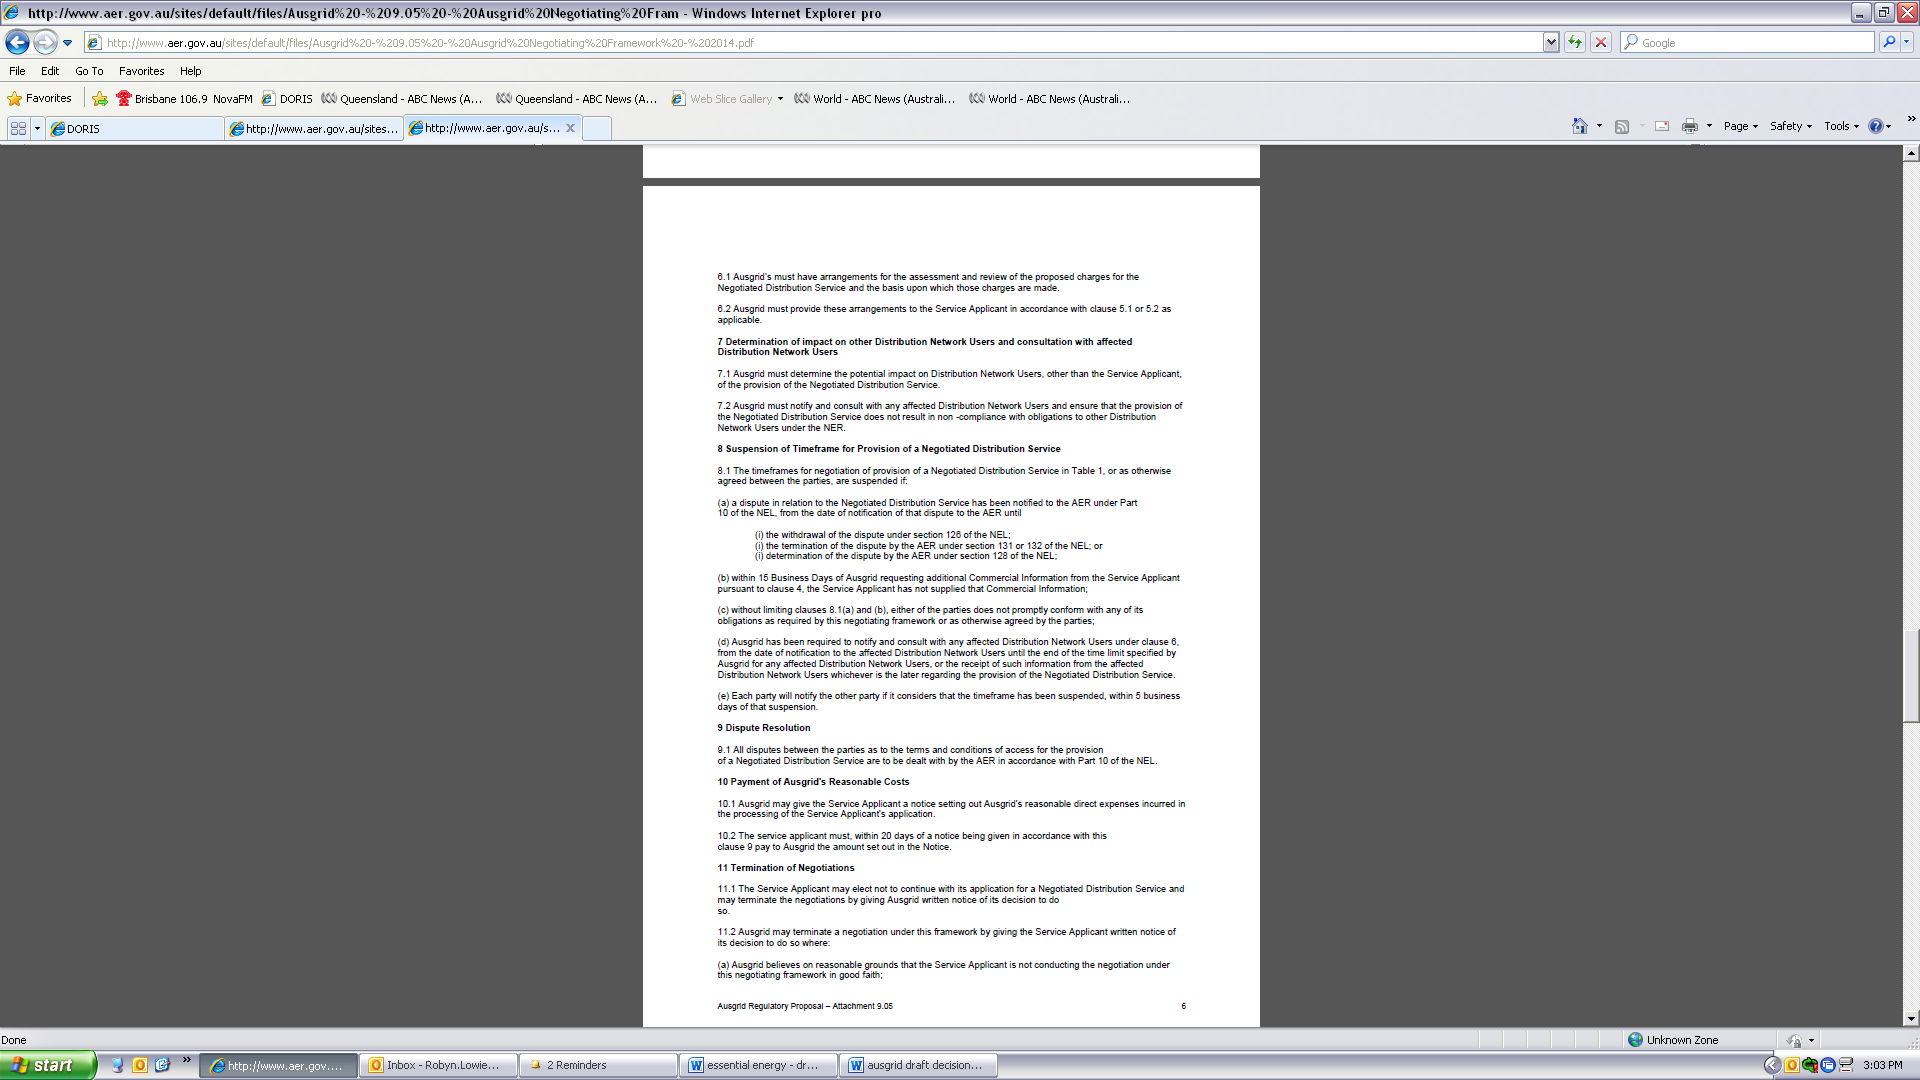 http://www.aer.gov.au/sites/default/files/Ausgrid%20-%209.05%20-%20Ausgrid%20Negotiating%20Fram - Windows Internet Explorer pro
http://www.aer.gov.au/sites/default/files/Ausgrid%20-%209.05%20-%20Ausgrid%20Negotiating%20Framework%20-%202014.pdf
Google
File Edit Go To Favorites Help
Favorites Brisbane 106.9 NovaFM DORIS Queensland - ABC News (A... Queensland - ABC News (A... Web Slice Gallery World - ABC News (Australi... World - ABC News (Australi...
DORIS http://www.aer.gov.au/sites... http://www.aer.gov.au/s... Page Safety Tools
6.1 Ausgrid's must have arrangements for the assessment and review of the proposed charges for the
Negotiated Distribution Service and the basis upon which those charges are made.
6.2 Ausgrid must provide these arrangements to the Service Applicant in accordance with clause 5.1 or 5.2 as
applicable.
7 Determination of impact on other Distribution Network Users and consultation with affected
Distribution Network Users
7.1 Ausgrid must determine the potential impact on Distribution Network Users, other than the Service Applicant,
of the provision of the Negotiated Distribution Service.
7.2 Ausgrid must notify and consult with any affected Distribution Network Users and ensure that the provision of
the Negotiated Distribution Service does not result in non -compliance with obligations to other Distribution
Network Users under the NER.
8 Suspension of Timeframe for Provision of a Negotiated Distribution Service
8.1 The timeframes for negotiation of provision of a Negotiated Distribution Service in Table 1, or as otherwise
agreed between the parties, are suspended if:
(a) a dispute in relation to the Negotiated Distribution Service has been notified to the AER under Part
10 of the NEL, from the date of notification of that dispute to the AER until
(i) the withdrawal of the dispute under section 126 of the NEL;
(i) the termination of the dispute by the AER under section 131 or 132 of the NEL; or
(i) determination of the dispute by the AER under section 128 of the NEL;
(b) within 15 Business Days of Ausgrid requesting additional Commercial Information from the Service Applicant
pursuant to clause 4, the Service Applicant has not supplied that Commercial Information;
(c) without limiting clauses 8.1(a) and (b), either of the parties does not promptly conform with any of its
obligations as required by this negotiating framework or as otherwise agreed by the parties;
(d) Ausgrid has been required to notify and consult with any affected Distribution Network Users under clause 6,
from the date of notification to the affected Distribution Network Users until the end of the time limit specified by
Ausgrid for any affected Distribution Network Users, or the receipt of such information from the affected
Distribution Network Users whichever is the later regarding the provision of the Negotiated Distribution Service.
(e) Each party will notify the other party if it considers that the timeframe has been suspended, within 5 business
days of that suspension.
9 Dispute Resolution
9.1 All disputes between the parties as to the terms and conditions of access for the provision
of a Negotiated Distribution Service are to be dealt with by the AER in accordance with Part 10 of the NEL.
10 Payment of Ausgrid's Reasonable Costs
10.1 Ausgrid may give the Service Applicant a notice setting out Ausgrid's reasonable direct expenses incurred in
the processing of the Service Applicant's application.
10.2 The service applicant must, within 20 days of a notice being given in accordance with this
clause 9 pay to Ausgrid the amount set out in the Notice.
11 Termination of Negotiations
11.1 The Service Applicant may elect not to continue with its application for a Negotiated Distribution Service and
may terminate the negotiations by giving Ausgrid written notice of its decision to do
so.
11.2 Ausgrid may terminate a negotiation under this framework by giving the Service Applicant written notice of
its decision to do so where:
(a) Ausgrid believes on reasonable grounds that the Service Applicant is not conducting the negotiation under
this negotiating framework in good faith;
Ausgrid Regulatory Proposal – Attachment 9.05 6
Done Unknown Zone
start http://www.aer.gov.... Inbox - Robyn.Lowie... 2 Reminders essential energy - dr... ausgrid draft decision... 3:03 PM